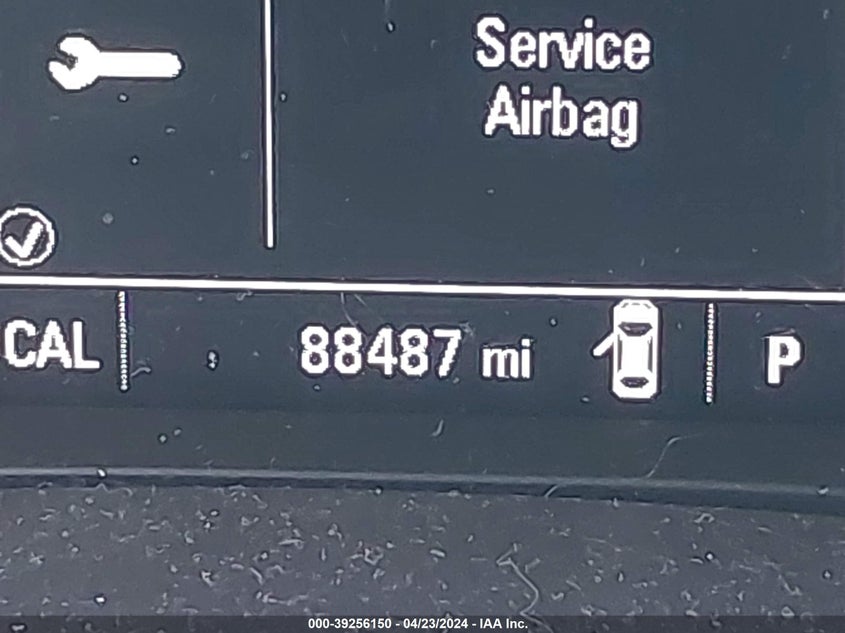 Service
Airbag
CAL
88487 mi
P
000-39256150 - 04/23/2024 - IAA Inc.